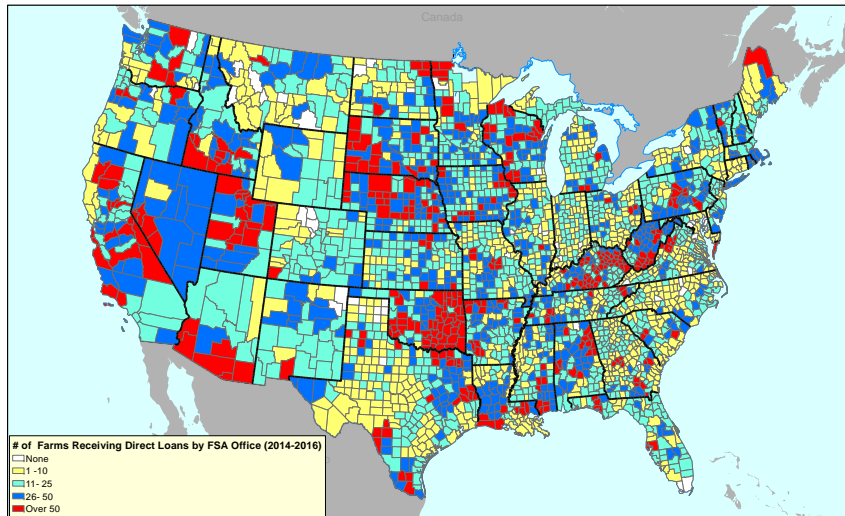 Canada
# of Farms Receiving Direct Loans by FSA Office (2014-2016)
None
1 -10
11- 25
26- 50
Over 50